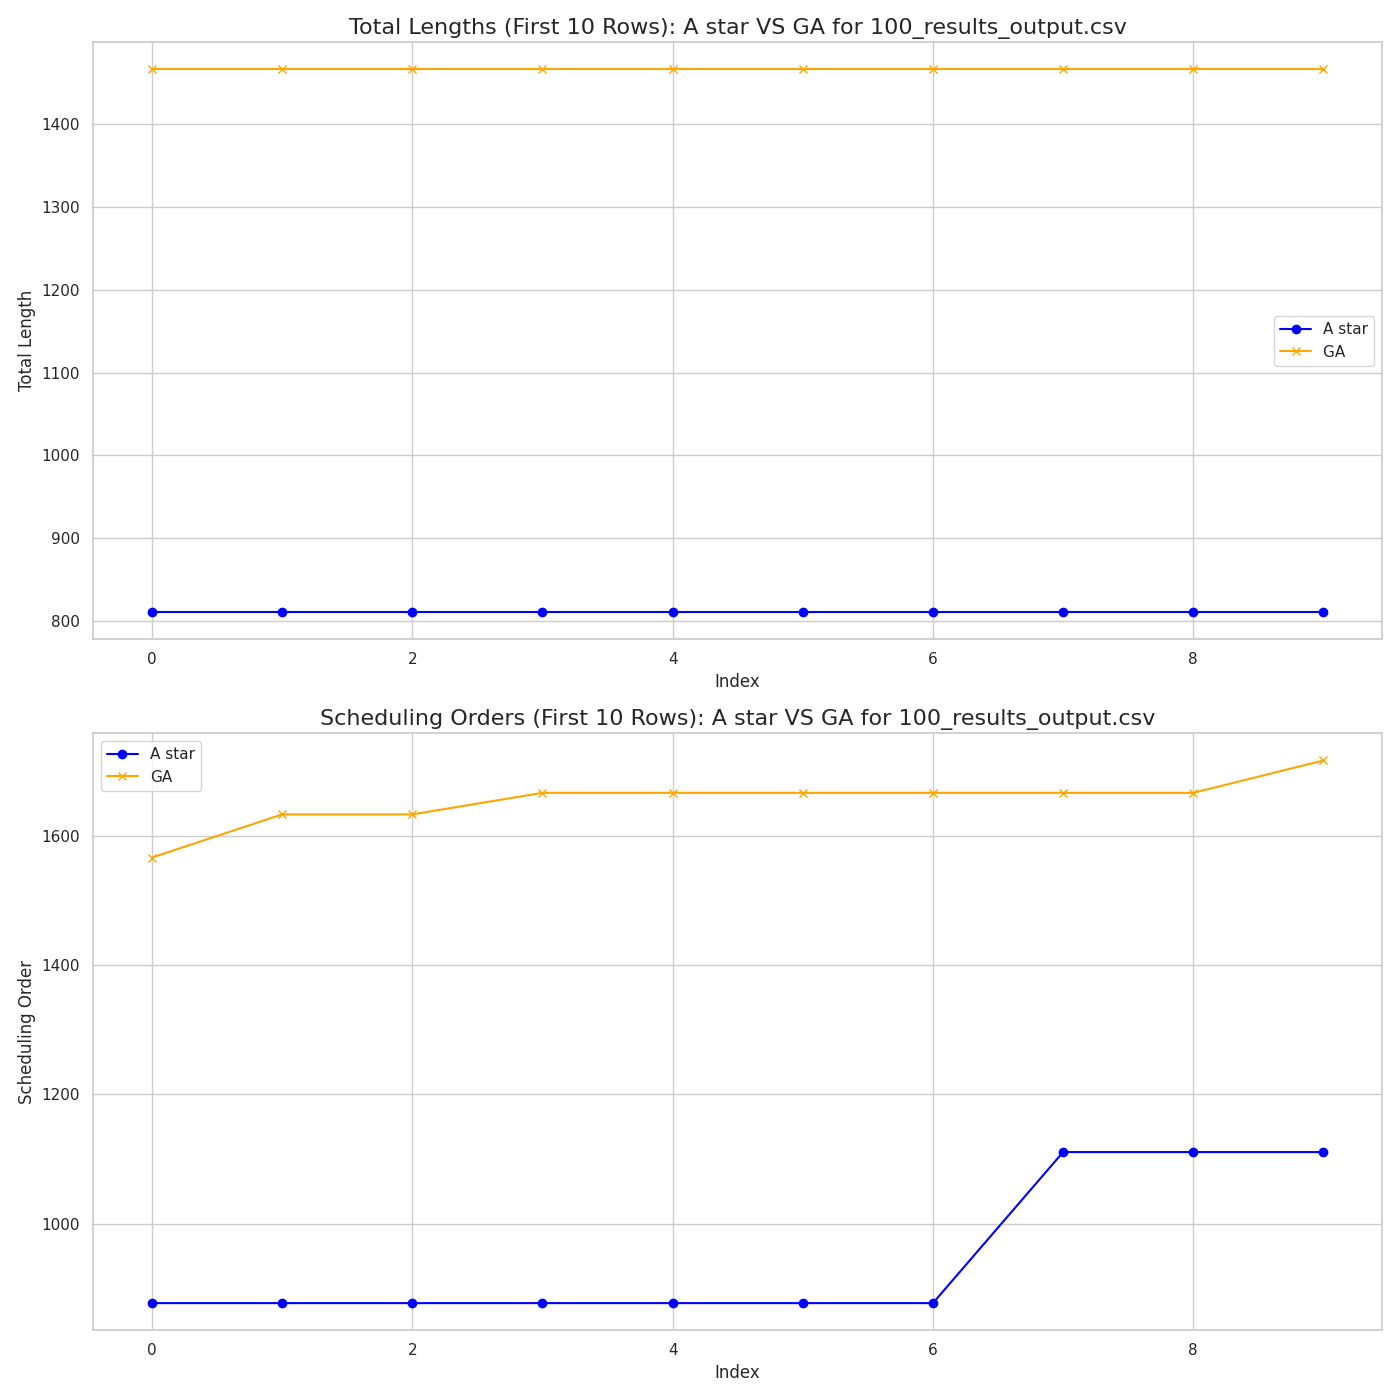 Total Lengths (First 10 Rows): A star VS GA for 100_results_output.csv
1400
1300
1200
1100
1000
900
800
Total Length
A star
GA
0 2 4 6 8
Index
Scheduling Orders (First 10 Rows): A star VS GA for 100_results_output.csv
A star
GA
1600
1400
1200
1000
Scheduling Order
0 2 4 6 8
Index